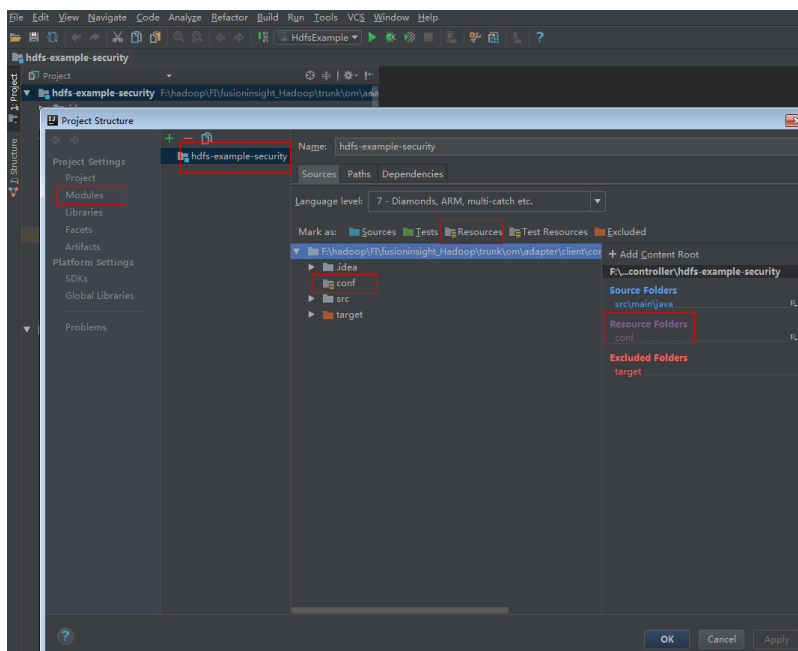 File Edit View Navigate Code Analyze Refactor Build Run Tools VCS Window Help
HdfsExample
hdfs-example-security
1: Project
Project
hdfs-example-security F:\hadoop\FI\fusioninsight_Hadoop\trunk\om\ada
Project Structure
7: Structure
Project Settings
Project
Modules
Libraries
Facets
Artifacts
Platform Settings
SDKs
Global Libraries
Problems
hdfs-example-security
Name: hdfs-example-security
Sources Paths Dependencies
Language level: 7 - Diamonds, ARM, multi-catch etc.
Mark as: Sources Tests Resources Test Resources Excluded
F:\hadoop\FI\fusioninsight_Hadoop\trunk\om\adapter\client\cor
.idea
conf
src
target
+ Add Content Root
F:\...controller\hdfs-example-security
Source Folders
src\main\java
Resource Folders
conf
Excluded Folders
target
? OK Cancel Apply